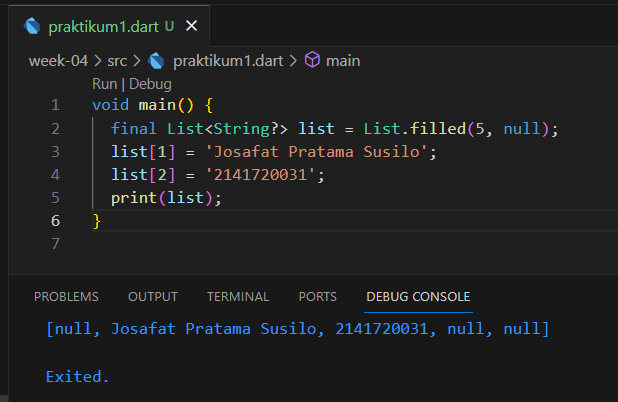 praktikum1.dart U ×
week-04 > src > praktikum1.dart > main
Run | Debug
1 void main() {
2 final List<String?> list = List.filled(5, null);
3 list[1] = 'Josafat Pratama Susilo';
4 list[2] = '2141720031';
5 print(list);
6 }
7
PROBLEMS OUTPUT TERMINAL PORTS DEBUG CONSOLE
[null, Josafat Pratama Susilo, 2141720031, null, null]
Exited.